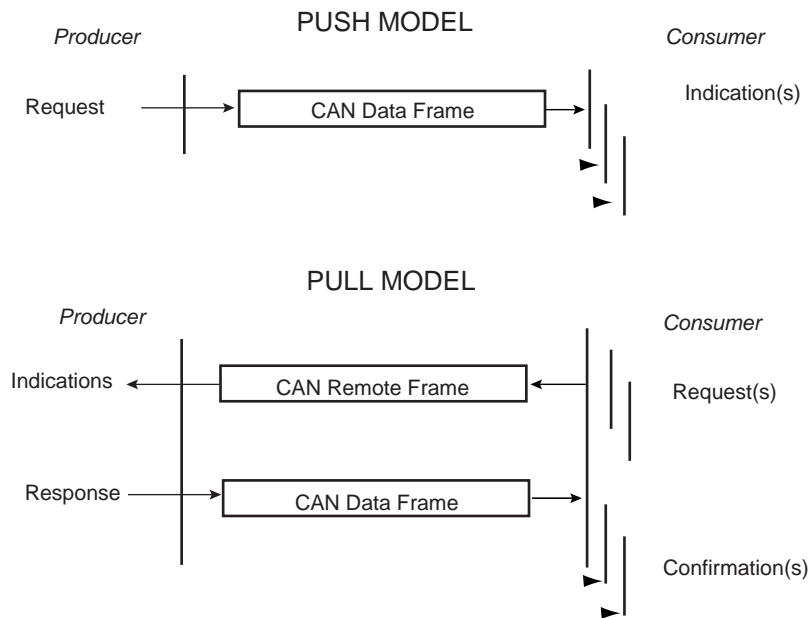 PUSH MODEL
Producer
Consumer
Request
CAN Data Frame
Indication(s)
PULL MODEL
Producer
Consumer
Indications
CAN Remote Frame
Request(s)
Response
CAN Data Frame
Confirmation(s)